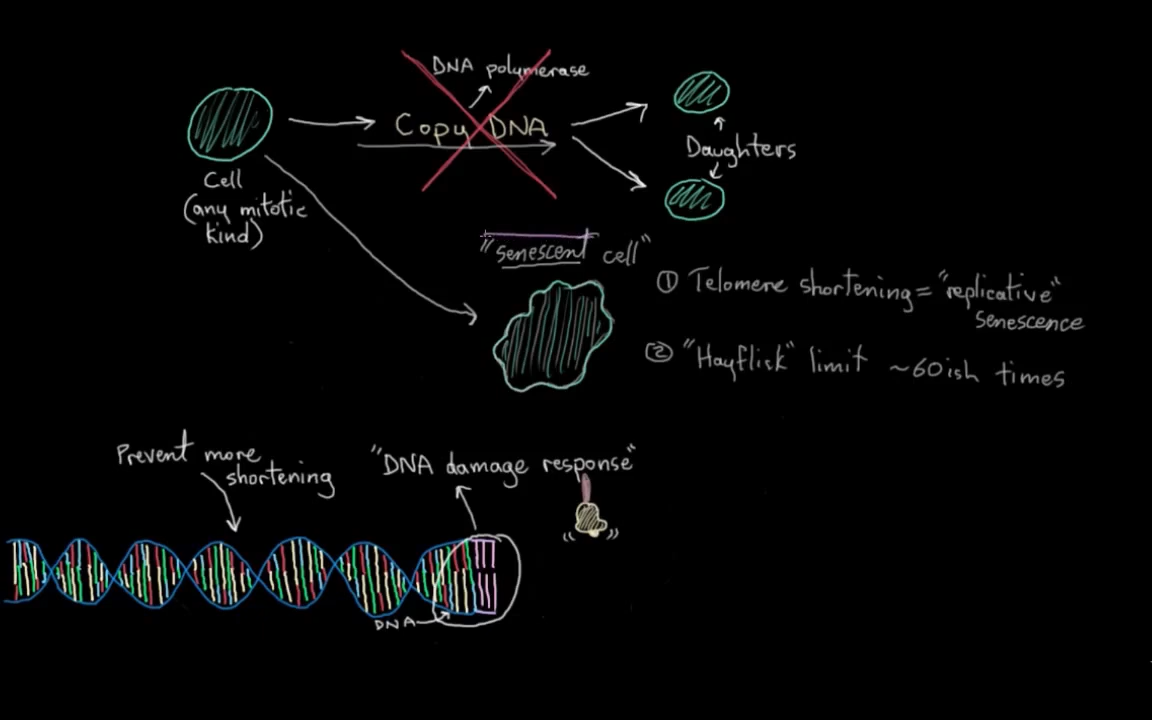 DNA polymerase
Copy DNA
Daughters
Cell
(any mitotic
kind)
"senescent cell"
① Telomere shortening = "replicative"
senescence
② "Hayflisk" limit ~60ish times
Prevent more
shortening
"DNA damage response"
DNA